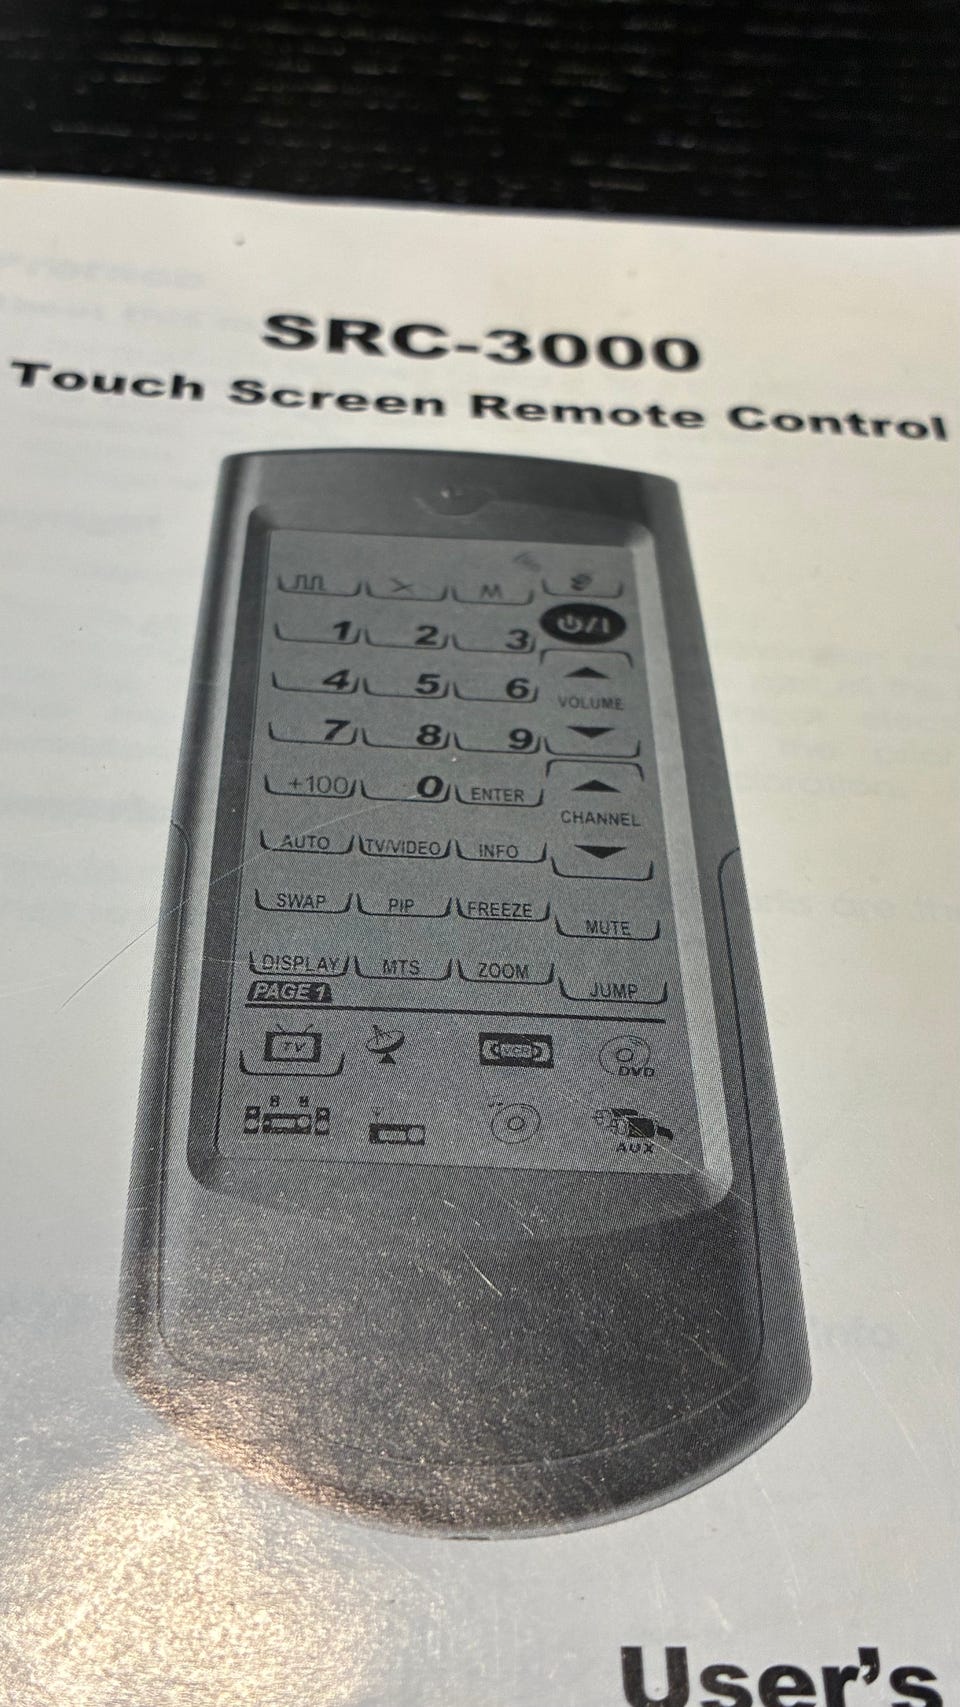 SRC-3000
Touch Screen Remote Control
M
1 2 3
4 5 6
VOLUME
7 8 9
+100 0 ENTER
CHANNEL
AUTO TV/VIDEO INFO
SWAP PIP FREEZE
MUTE
DISPLAY MTS ZOOM
JUMP
PAGE 1
TV VCR DVD
AUX
User's